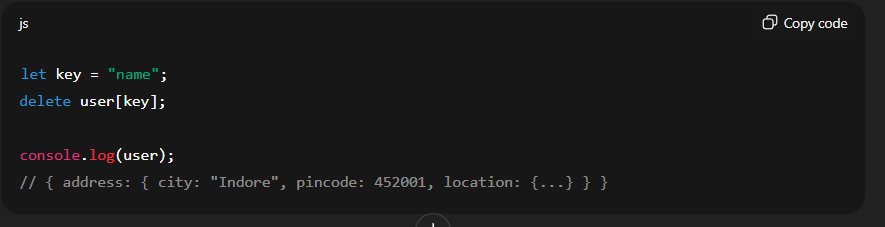 js
Copy code
let key = "name";
delete user[key];
console.log(user);
// { address: { city: "Indore", pincode: 452001, location: {...} } }